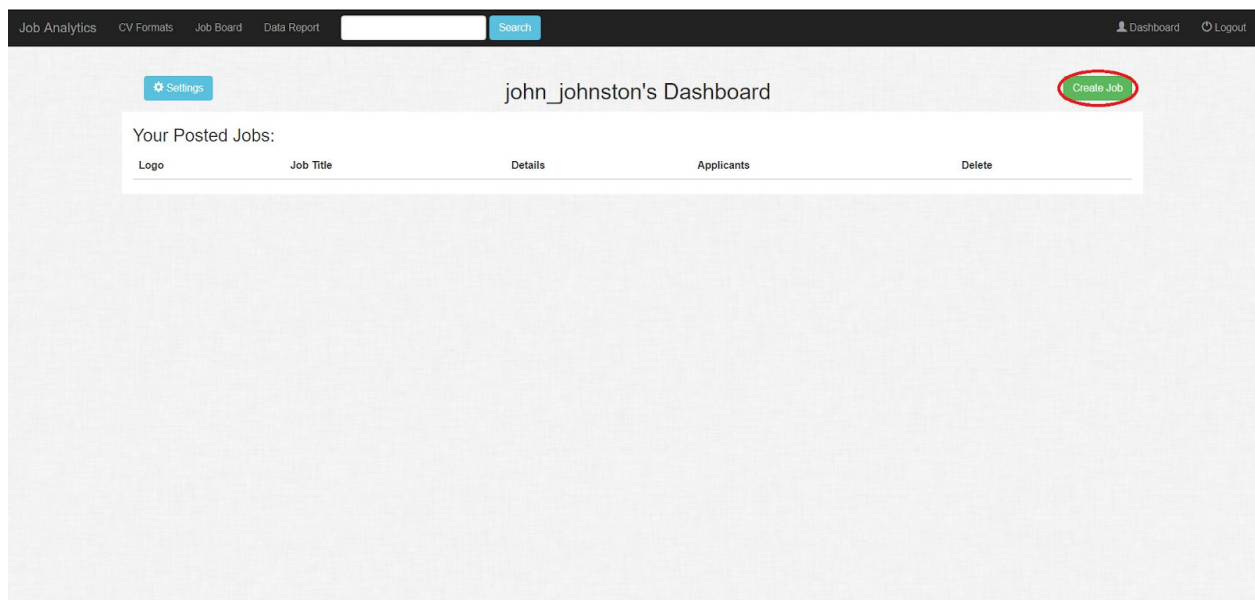 Job Analytics CV Formats Job Board Data Report Search Dashboard Logout
Settings john_johnston's Dashboard Create Job
Your Posted Jobs:
Logo Job Title Details Applicants Delete